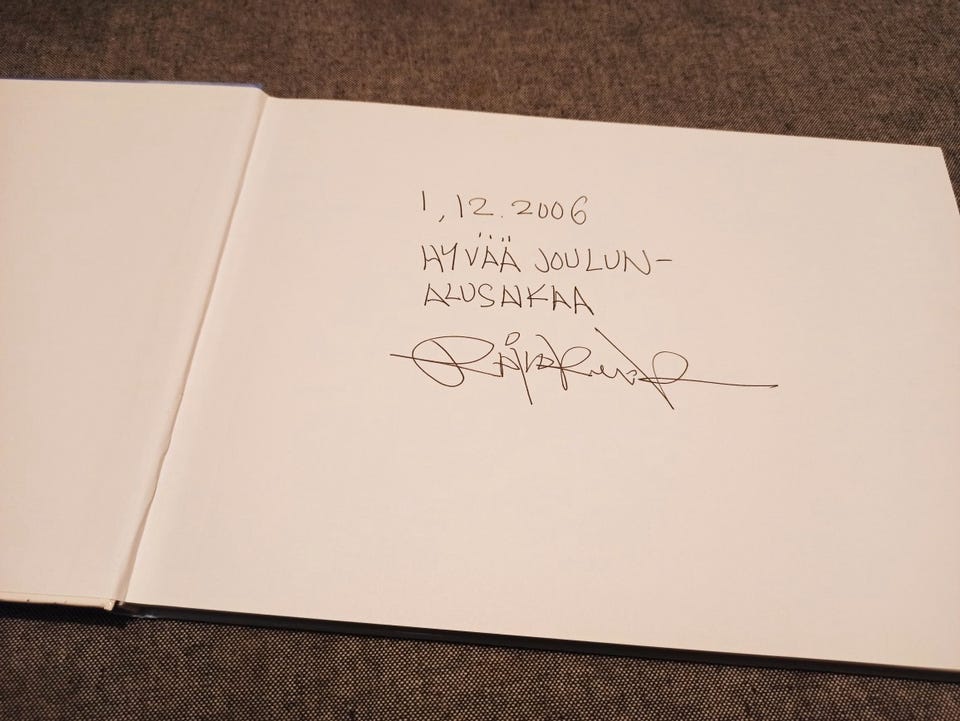 1,12.2006
HYVÄÄ JOULUN-
ALUSAIKAA